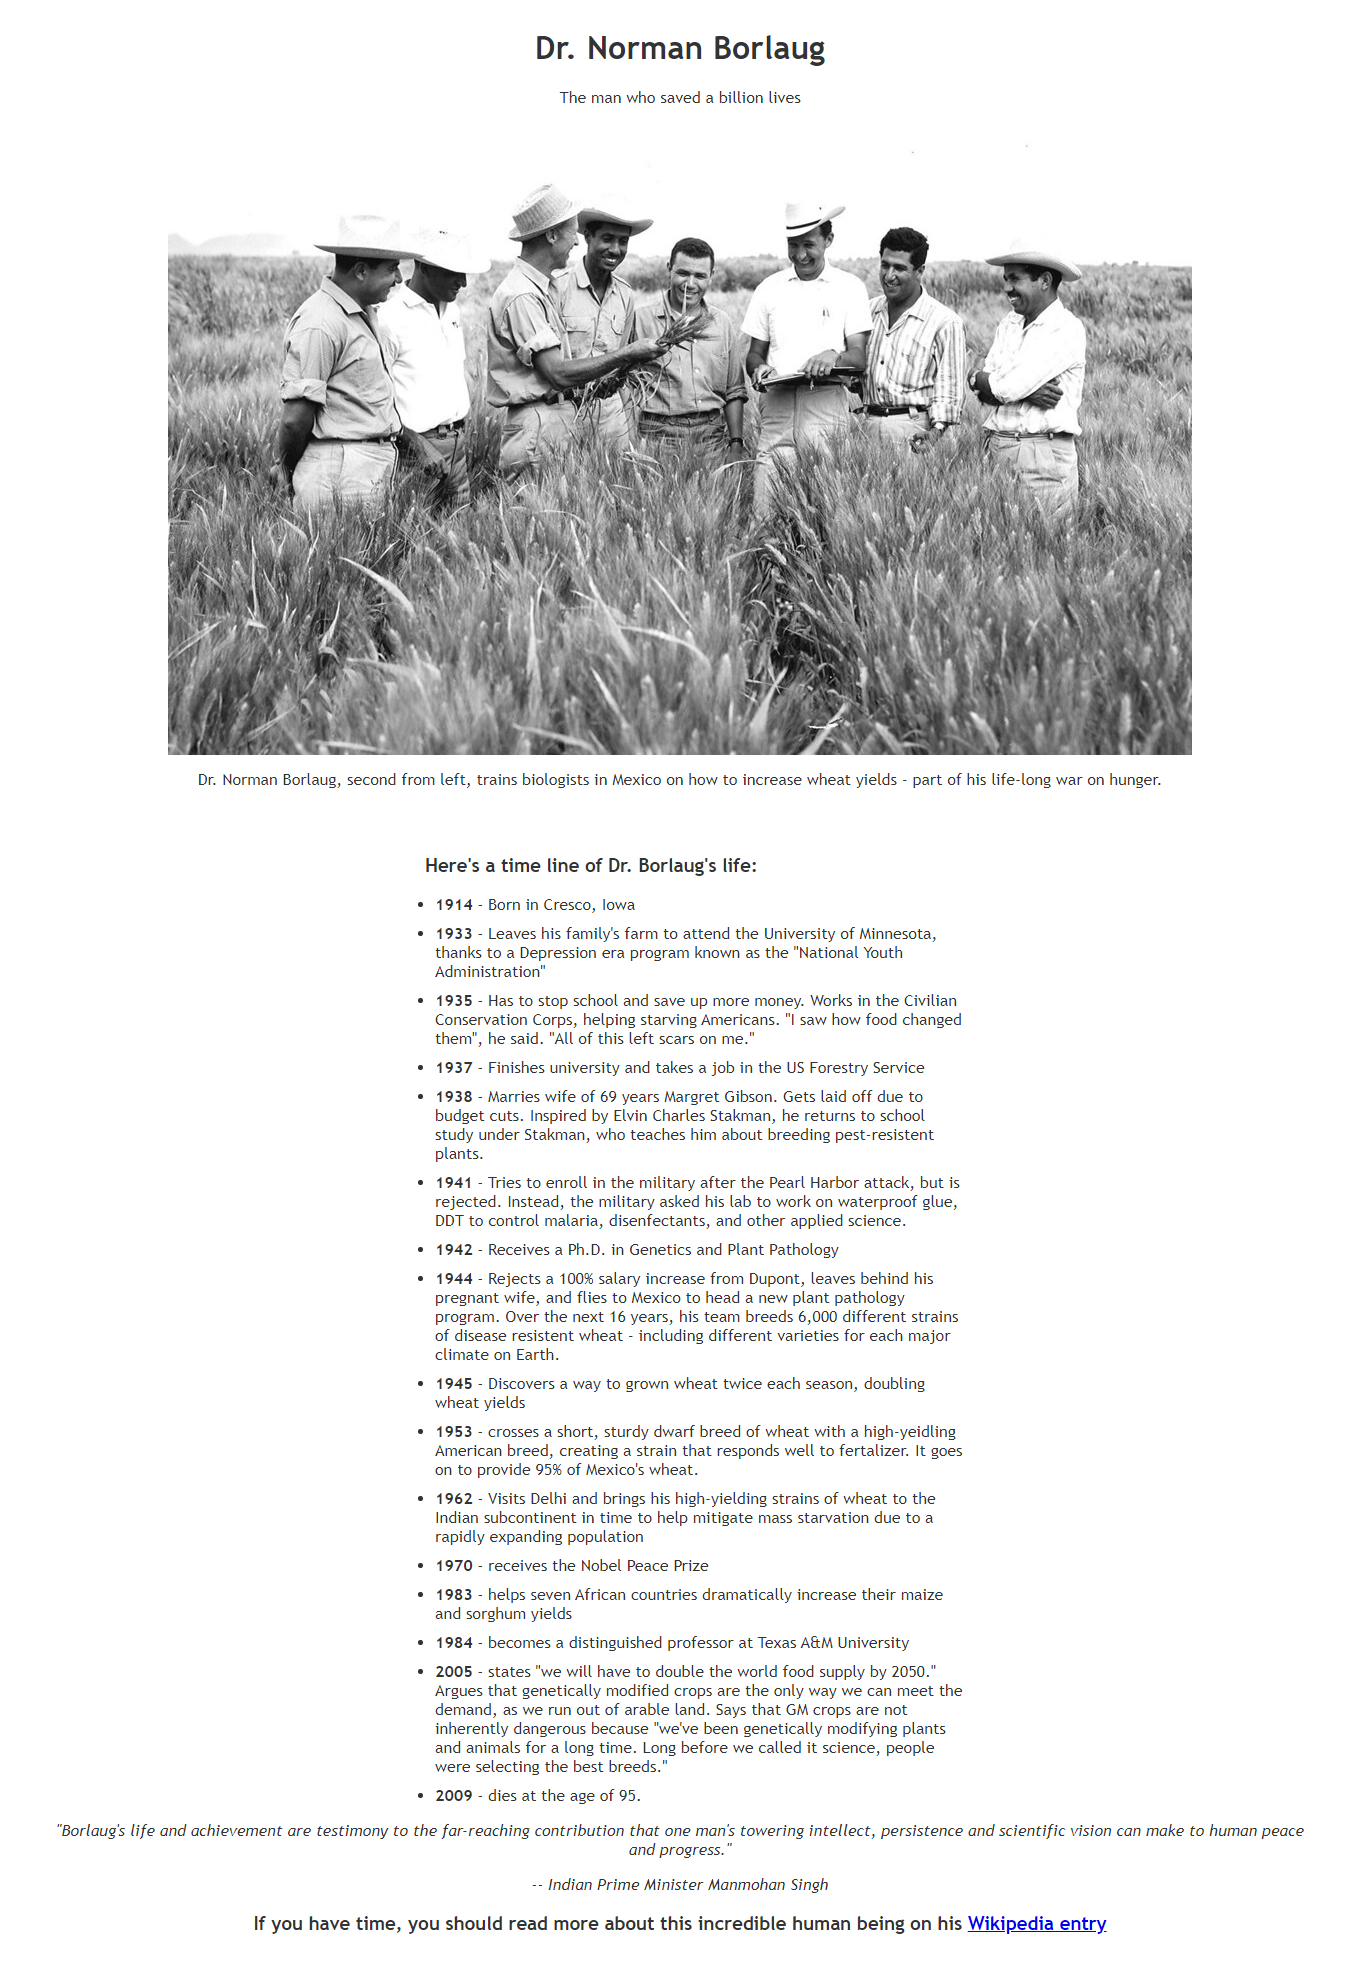 Dr. Norman Borlaug
The man who saved a billion lives
Dr. Norman Borlaug, second from left, trains biologists in Mexico on how to increase wheat yields - part of his life-long war on hunger.
Here's a time line of Dr. Borlaug's life:
• 1914 - Born in Cresco, Iowa
• 1933 - Leaves his family's farm to attend the University of Minnesota,
thanks to a Depression era program known as the "National Youth
Administration"
• 1935 - Has to stop school and save up more money. Works in the Civilian
Conservation Corps, helping starving Americans. "I saw how food changed
them", he said. "All of this left scars on me."
• 1937 - Finishes university and takes a job in the US Forestry Service
• 1938 - Marries wife of 69 years Margret Gibson. Gets laid off due to
budget cuts. Inspired by Elvin Charles Stakman, he returns to school
study under Stakman, who teaches him about breeding pest-resistent
plants.
• 1941 - Tries to enroll in the military after the Pearl Harbor attack, but is
rejected. Instead, the military asked his lab to work on waterproof glue,
DDT to control malaria, disenfectants, and other applied science.
• 1942 - Receives a Ph.D. in Genetics and Plant Pathology
• 1944 - Rejects a 100% salary increase from Dupont, leaves behind his
pregnant wife, and flies to Mexico to head a new plant pathology
program. Over the next 16 years, his team breeds 6,000 different strains
of disease resistent wheat - including different varieties for each major
climate on Earth.
• 1945 - Discovers a way to grown wheat twice each season, doubling
wheat yields
• 1953 - crosses a short, sturdy dwarf breed of wheat with a high-yeidling
American breed, creating a strain that responds well to fertalizer. It goes
on to provide 95% of Mexico's wheat.
• 1962 - Visits Delhi and brings his high-yielding strains of wheat to the
Indian subcontinent in time to help mitigate mass starvation due to a
rapidly expanding population
• 1970 - receives the Nobel Peace Prize
• 1983 - helps seven African countries dramatically increase their maize
and sorghum yields
• 1984 - becomes a distinguished professor at Texas A&M University
• 2005 - states "we will have to double the world food supply by 2050."
Argues that genetically modified crops are the only way we can meet the
demand, as we run out of arable land. Says that GM crops are not
inherently dangerous because "we've been genetically modifying plants
and animals for a long time. Long before we called it science, people
were selecting the best breeds."
• 2009 - dies at the age of 95.
"Borlaug's life and achievement are testimony to the far-reaching contribution that one man's towering intellect, persistence and scientific vision can make to human peace
and progress."
-- Indian Prime Minister Manmohan Singh
If you have time, you should read more about this incredible human being on his Wikipedia entry